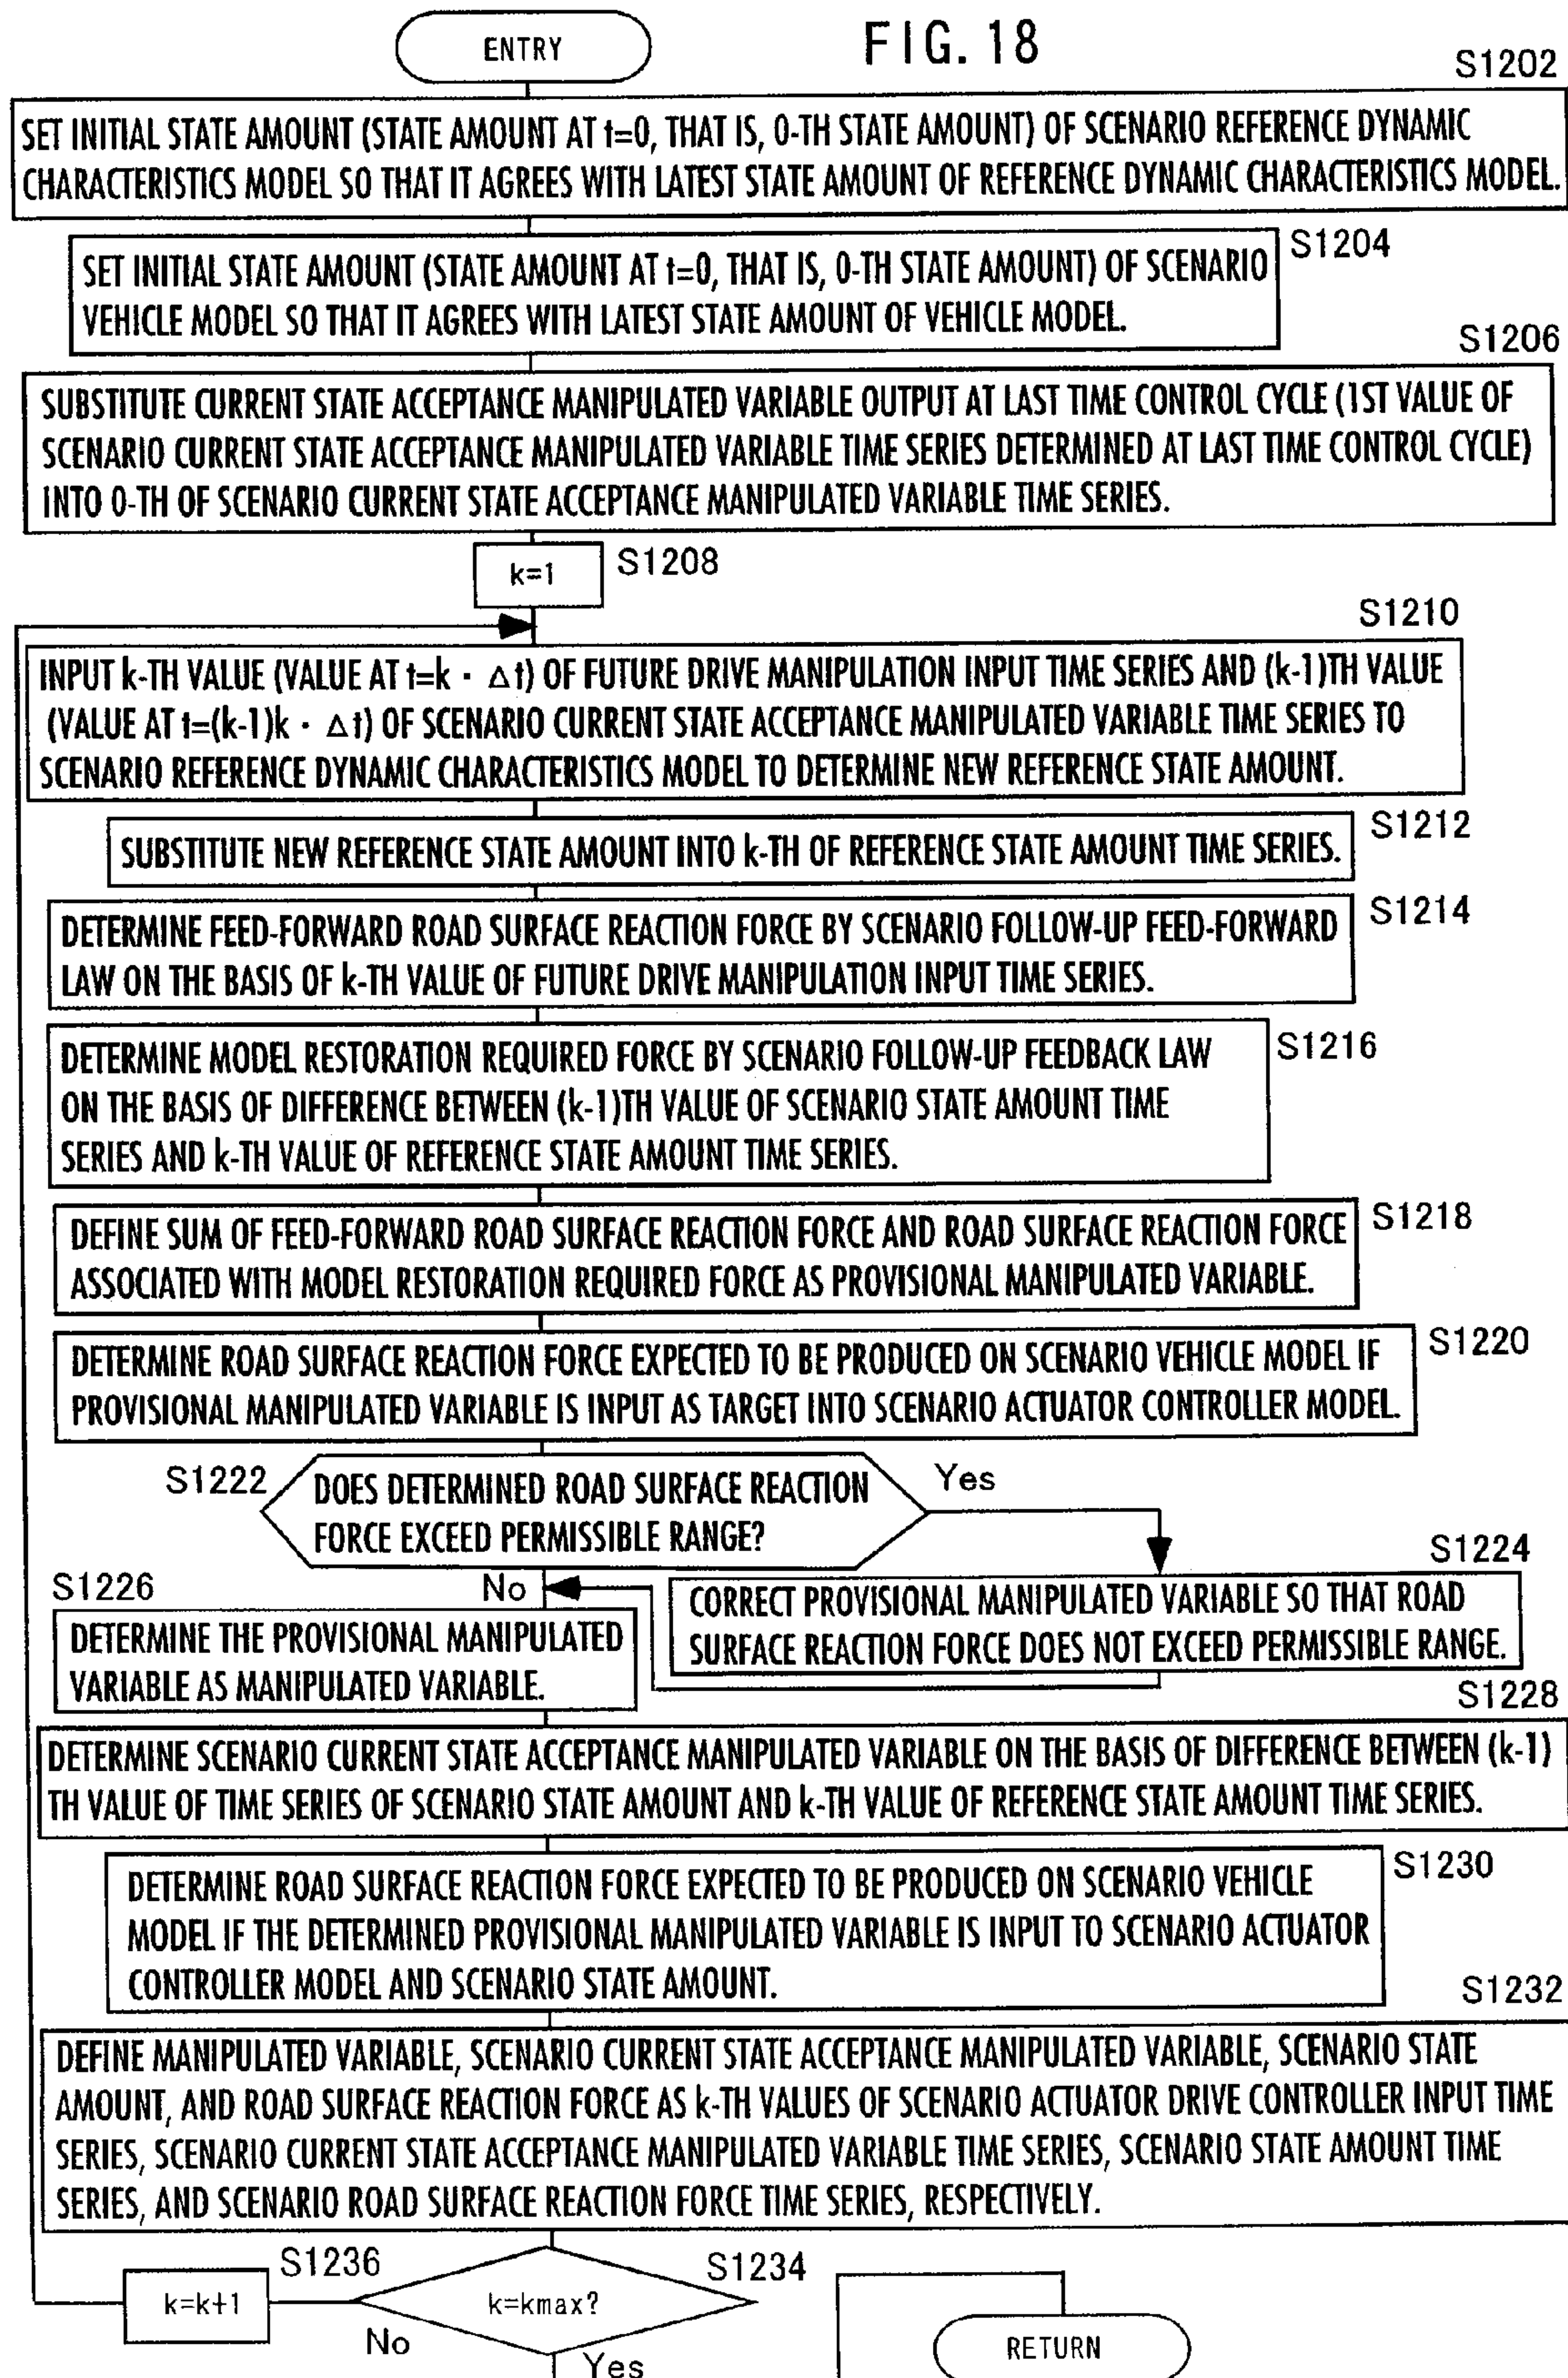 ENTRY
FIG. 18
S1202
SET INITIAL STATE AMOUNT (STATE AMOUNT AT t=0, THAT IS, 0-TH STATE AMOUNT) OF SCENARIO REFERENCE DYNAMIC
CHARACTERISTICS MODEL SO THAT IT AGREES WITH LATEST STATE AMOUNT OF REFERENCE DYNAMIC CHARACTERISTICS MODEL.
S1204
SET INITIAL STATE AMOUNT (STATE AMOUNT AT t=0, THAT IS, 0-TH STATE AMOUNT) OF SCENARIO
VEHICLE MODEL SO THAT IT AGREES WITH LATEST STATE AMOUNT OF VEHICLE MODEL.
S1206
SUBSTITUTE CURRENT STATE ACCEPTANCE MANIPULATED VARIABLE OUTPUT AT LAST TIME CONTROL CYCLE (1ST VALUE OF
SCENARIO CURRENT STATE ACCEPTANCE MANIPULATED VARIABLE TIME SERIES DETERMINED AT LAST TIME CONTROL CYCLE)
INTO 0-TH OF SCENARIO CURRENT STATE ACCEPTANCE MANIPULATED VARIABLE TIME SERIES.
k=1
S1208
S1210
INPUT k-TH VALUE (VALUE AT t=k · Δt) OF FUTURE DRIVE MANIPULATION INPUT TIME SERIES AND (k-1)TH VALUE
(VALUE AT t=(k-1)k · Δt) OF SCENARIO CURRENT STATE ACCEPTANCE MANIPULATED VARIABLE TIME SERIES TO
SCENARIO REFERENCE DYNAMIC CHARACTERISTICS MODEL TO DETERMINE NEW REFERENCE STATE AMOUNT.
S1212
SUBSTITUTE NEW REFERENCE STATE AMOUNT INTO k-TH OF REFERENCE STATE AMOUNT TIME SERIES.
S1214
DETERMINE FEED-FORWARD ROAD SURFACE REACTION FORCE BY SCENARIO FOLLOW-UP FEED-FORWARD
LAW ON THE BASIS OF k-TH VALUE OF FUTURE DRIVE MANIPULATION INPUT TIME SERIES.
S1216
DETERMINE MODEL RESTORATION REQUIRED FORCE BY SCENARIO FOLLOW-UP FEEDBACK LAW
ON THE BASIS OF DIFFERENCE BETWEEN (k-1)TH VALUE OF SCENARIO STATE AMOUNT TIME
SERIES AND k-TH VALUE OF REFERENCE STATE AMOUNT TIME SERIES.
S1218
DEFINE SUM OF FEED-FORWARD ROAD SURFACE REACTION FORCE AND ROAD SURFACE REACTION FORCE
ASSOCIATED WITH MODEL RESTORATION REQUIRED FORCE AS PROVISIONAL MANIPULATED VARIABLE.
S1220
DETERMINE ROAD SURFACE REACTION FORCE EXPECTED TO BE PRODUCED ON SCENARIO VEHICLE MODEL IF
PROVISIONAL MANIPULATED VARIABLE IS INPUT AS TARGET INTO SCENARIO ACTUATOR CONTROLLER MODEL.
S1222
DOES DETERMINED ROAD SURFACE REACTION
FORCE EXCEED PERMISSIBLE RANGE?
Yes
S1224
CORRECT PROVISIONAL MANIPULATED VARIABLE SO THAT ROAD
SURFACE REACTION FORCE DOES NOT EXCEED PERMISSIBLE RANGE.
S1226
No
DETERMINE THE PROVISIONAL MANIPULATED
VARIABLE AS MANIPULATED VARIABLE.
S1228
DETERMINE SCENARIO CURRENT STATE ACCEPTANCE MANIPULATED VARIABLE ON THE BASIS OF DIFFERENCE BETWEEN (k-1)
TH VALUE OF TIME SERIES OF SCENARIO STATE AMOUNT AND k-TH VALUE OF REFERENCE STATE AMOUNT TIME SERIES.
S1230
DETERMINE ROAD SURFACE REACTION FORCE EXPECTED TO BE PRODUCED ON SCENARIO VEHICLE
MODEL IF THE DETERMINED PROVISIONAL MANIPULATED VARIABLE IS INPUT TO SCENARIO ACTUATOR
CONTROLLER MODEL AND SCENARIO STATE AMOUNT.
S1232
DEFINE MANIPULATED VARIABLE, SCENARIO CURRENT STATE ACCEPTANCE MANIPULATED VARIABLE, SCENARIO STATE
AMOUNT, AND ROAD SURFACE REACTION FORCE AS k-TH VALUES OF SCENARIO ACTUATOR DRIVE CONTROLLER INPUT TIME
SERIES, SCENARIO CURRENT STATE ACCEPTANCE MANIPULATED VARIABLE TIME SERIES, SCENARIO STATE AMOUNT TIME
SERIES, AND SCENARIO ROAD SURFACE REACTION FORCE TIME SERIES, RESPECTIVELY.
S1236
k=k+1
No
S1234
k=kmax?
Yes
RETURN